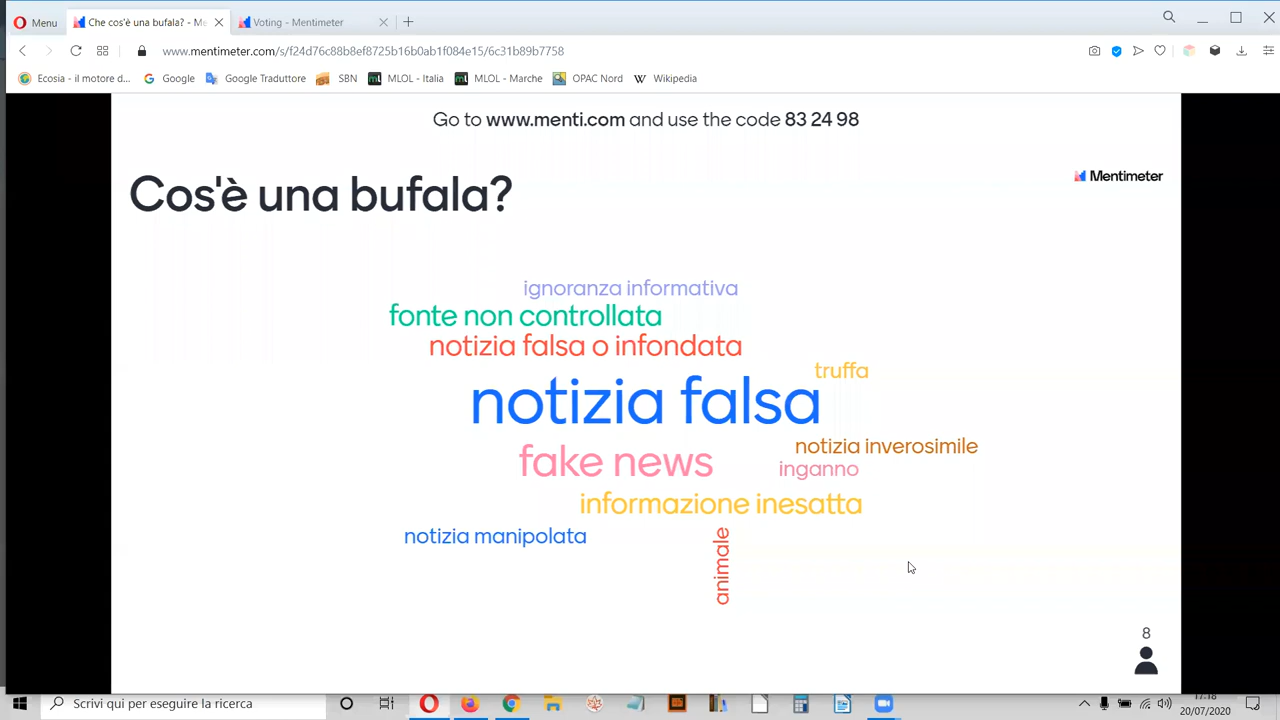 Menu
Che cos'è una bufala? - Me
Voting - Mentimeter
www.mentimeter.com/s/f24d76c88b8ef8725b16b0ab1f084e15/6c31b89b7758
Ecosia - il motore d...
Google
Google Traduttore
SBN
MLOL - Italia
MLOL - Marche
OPAC Nord
Wikipedia
Go to www.menti.com and use the code 83 24 98
Mentimeter
Cos'è una bufala?
ignoranza informativa
fonte non controllata
notizia falsa o infondata
truffa
notizia falsa
notizia inverosimile
fake news
inganno
informazione inesatta
notizia manipolata
animale
8
Scrivi qui per eseguire la ricerca
17:18
20/07/2020